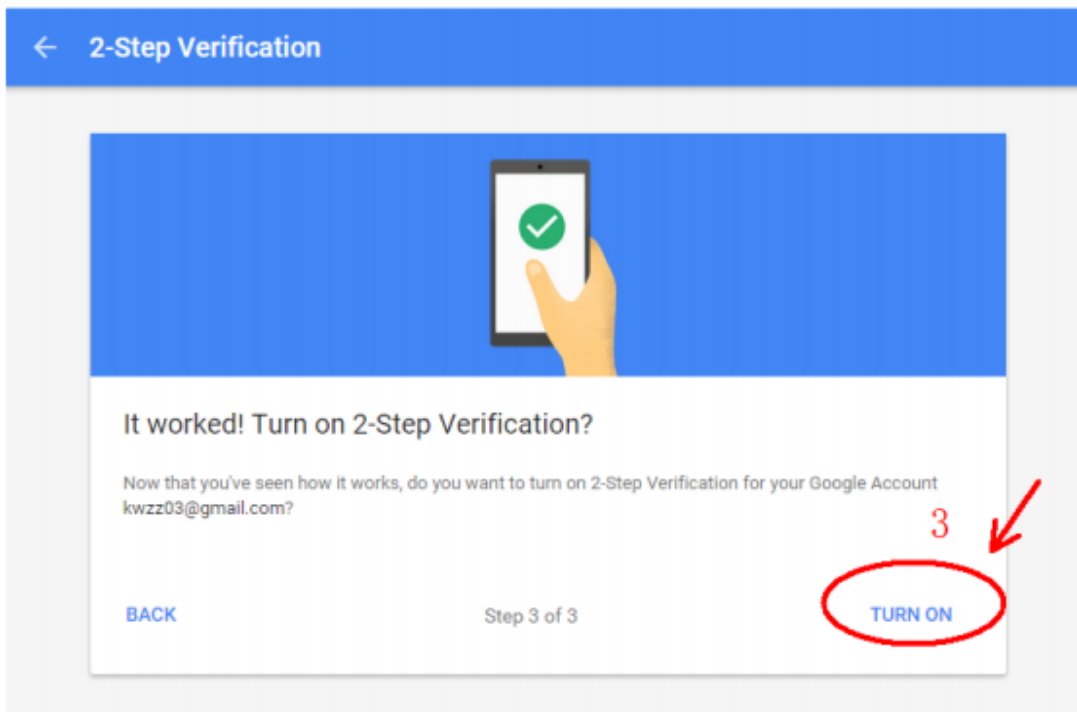 2-Step Verification
It worked! Turn on 2-Step Verification?
Now that you've seen how it works, do you want to turn on 2-Step Verification for your Google Account
kwzz03@gmail.com?
3
BACK
Step 3 of 3
TURN ON